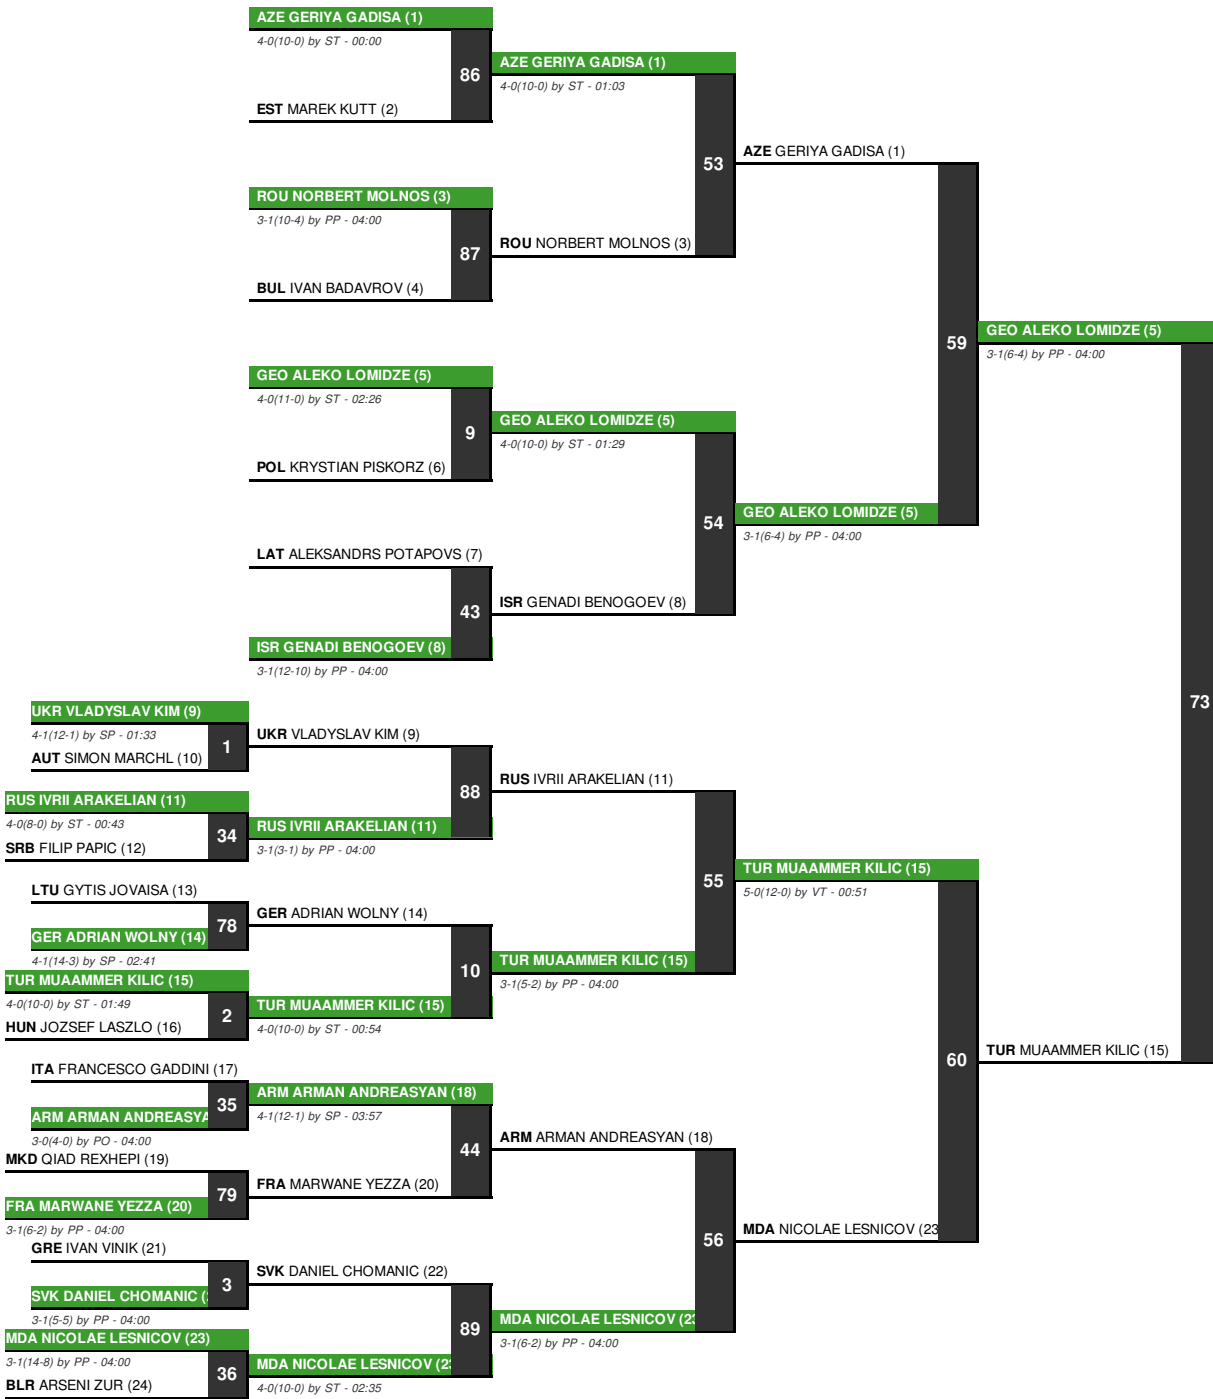 AZE GERIYA GADISA (1)
4-0(10-0) by ST - 00:00
86
EST MAREK KUTT (2)
AZE GERIYA GADISA (1)
4-0(10-0) by ST - 01:03
53
AZE GERIYA GADISA (1)
ROU NORBERT MOLNOS (3)
3-1(10-4) by PP - 04:00
87
BUL IVAN BADAVROV (4)
ROU NORBERT MOLNOS (3)
59
GEO ALEKO LOMIDZE (5)
3-1(6-4) by PP - 04:00
GEO ALEKO LOMIDZE (5)
4-0(11-0) by ST - 02:26
9
POL KRYSTIAN PISKORZ (6)
GEO ALEKO LOMIDZE (5)
4-0(10-0) by ST - 01:29
54
GEO ALEKO LOMIDZE (5)
3-1(6-4) by PP - 04:00
LAT ALEKSANDRS POTAPOVS (7)
43
ISR GENADI BENOGOEV (8)
3-1(12-10) by PP - 04:00
ISR GENADI BENOGOEV (8)
73
UKR VLADYSLAV KIM (9)
4-1(12-1) by SP - 01:33
1
AUT SIMON MARCHL (10)
UKR VLADYSLAV KIM (9)
88
RUS IVRII ARAKELIAN (11)
RUS IVRII ARAKELIAN (11)
4-0(8-0) by ST - 00:43
34
SRB FILIP PAPIC (12)
RUS IVRII ARAKELIAN (11)
3-1(3-1) by PP - 04:00
55
TUR MUAAMMER KILIC (15)
5-0(12-0) by VT - 00:51
LTU GYTIS JOVAISA (13)
78
GER ADRIAN WOLNY (14)
4-1(14-3) by SP - 02:41
GER ADRIAN WOLNY (14)
10
TUR MUAAMMER KILIC (15)
3-1(5-2) by PP - 04:00
TUR MUAAMMER KILIC (15)
4-0(10-0) by ST - 01:49
2
HUN JOZSEF LASZLO (16)
TUR MUAAMMER KILIC (15)
4-0(10-0) by ST - 00:54
60
TUR MUAAMMER KILIC (15)
ITA FRANCESCO GADDINI (17)
35
ARM ARMAN ANDREASYA
3-0(4-0) by PO - 04:00
ARM ARMAN ANDREASYAN (18)
4-1(12-1) by SP - 03:57
44
ARM ARMAN ANDREASYAN (18)
MKD QIAD REXHEPI (19)
79
FRA MARWANE YEZZA (20)
3-1(6-2) by PP - 04:00
FRA MARWANE YEZZA (20)
56
MDA NICOLAE LESNICOV (23
GRE IVAN VINIK (21)
3
SVK DANIEL CHOMANIC (
3-1(5-5) by PP - 04:00
SVK DANIEL CHOMANIC (22)
89
MDA NICOLAE LESNICOV (23
3-1(6-2) by PP - 04:00
MDA NICOLAE LESNICOV (23)
3-1(14-8) by PP - 04:00
36
BLR ARSENI ZUR (24)
MDA NICOLAE LESNICOV (23
4-0(10-0) by ST - 02:35